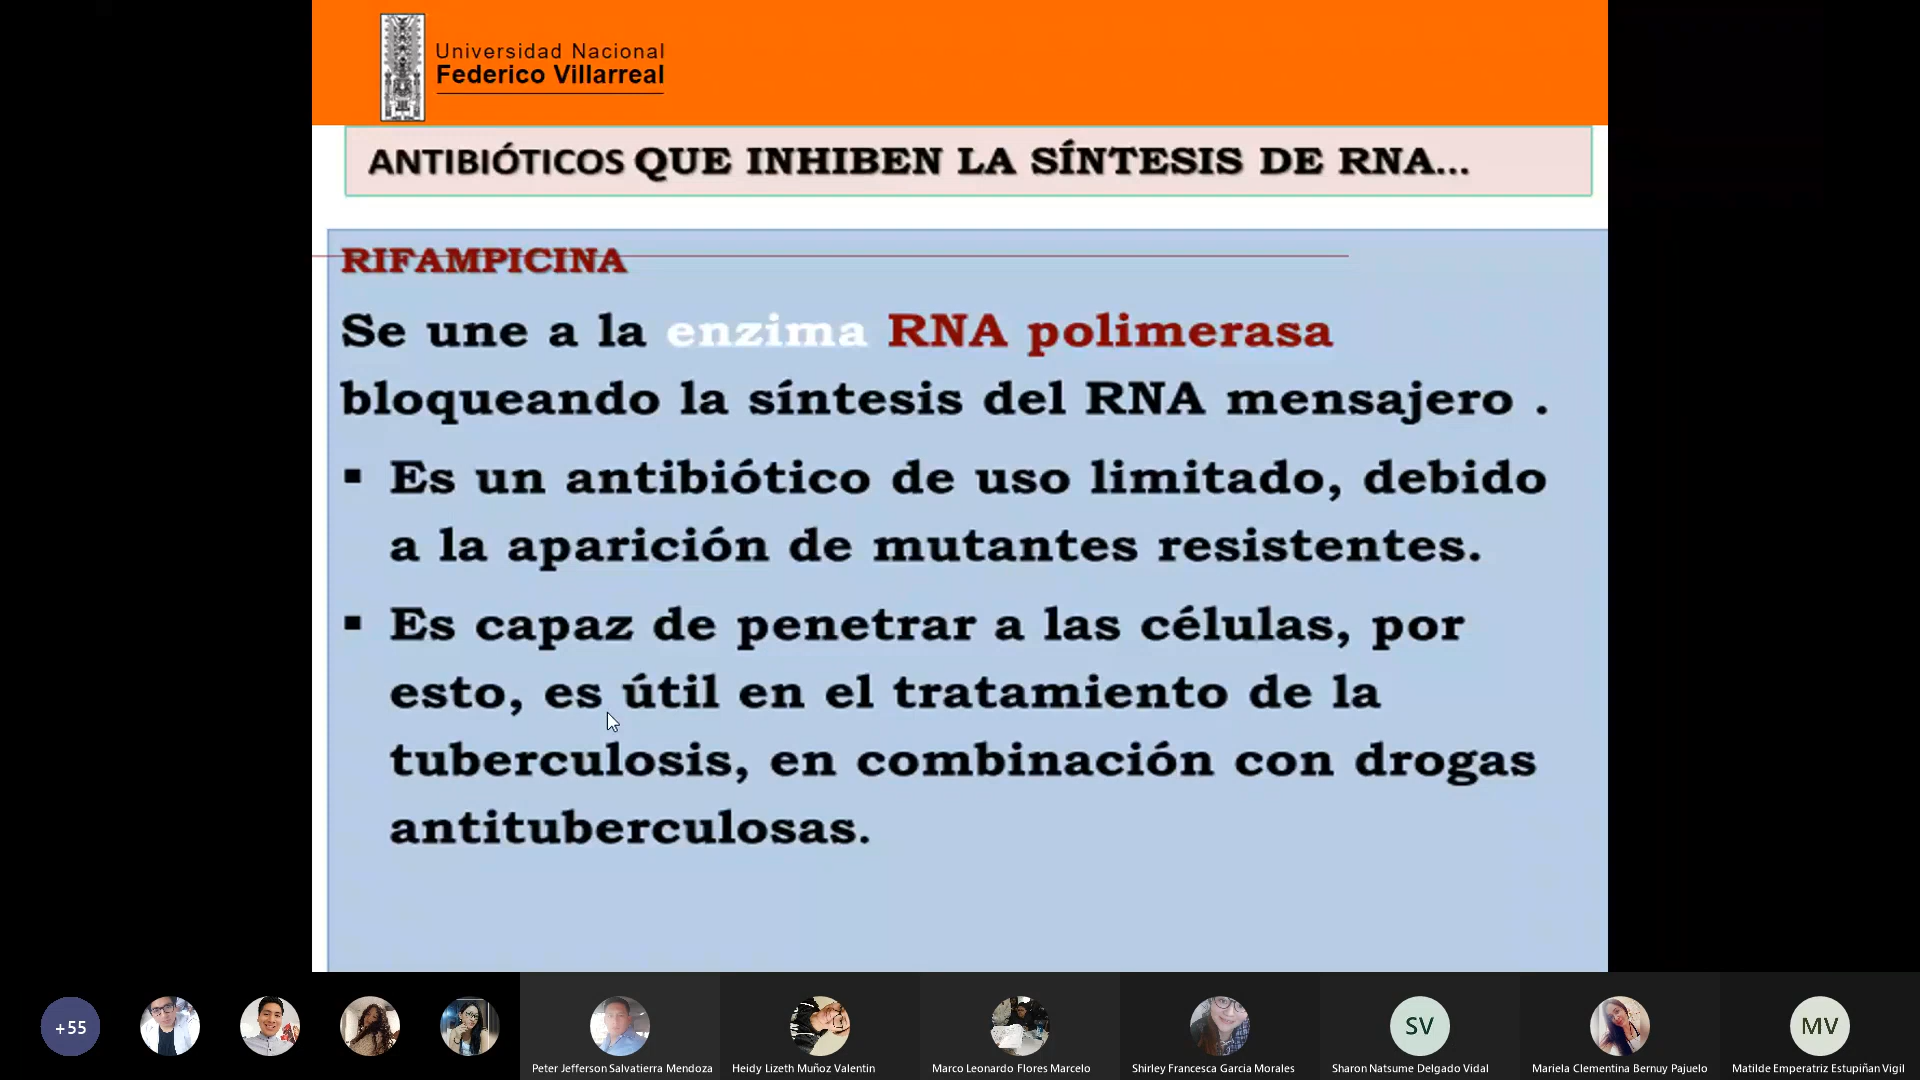 Universidad Nacional
Federico Villarreal
ANTIBIÓTICOS QUE INHIBEN LA SÍNTESIS DE RNA...
RIFAMPICINA
Se une a la enzima RNA polimerasa
bloqueando la síntesis del RNA mensajero .
▪ Es un antibiótico de uso limitado, debido
a la aparición de mutantes resistentes.
▪ Es capaz de penetrar a las células, por
esto, es útil en el tratamiento de la
tuberculosis, en combinación con drogas
antituberculosas.
+55
SV
MV
Peter Jefferson Salvatierra Mendoza
Heidy Lizeth Muñoz Valentin
Marco Leonardo Flores Marcelo
Shirley Francesca Garcia Morales
Sharon Natsume Delgado Vidal
Mariela Clementina Bernuy Pajuelo
Matilde Emperatriz Estupiñan Vigil